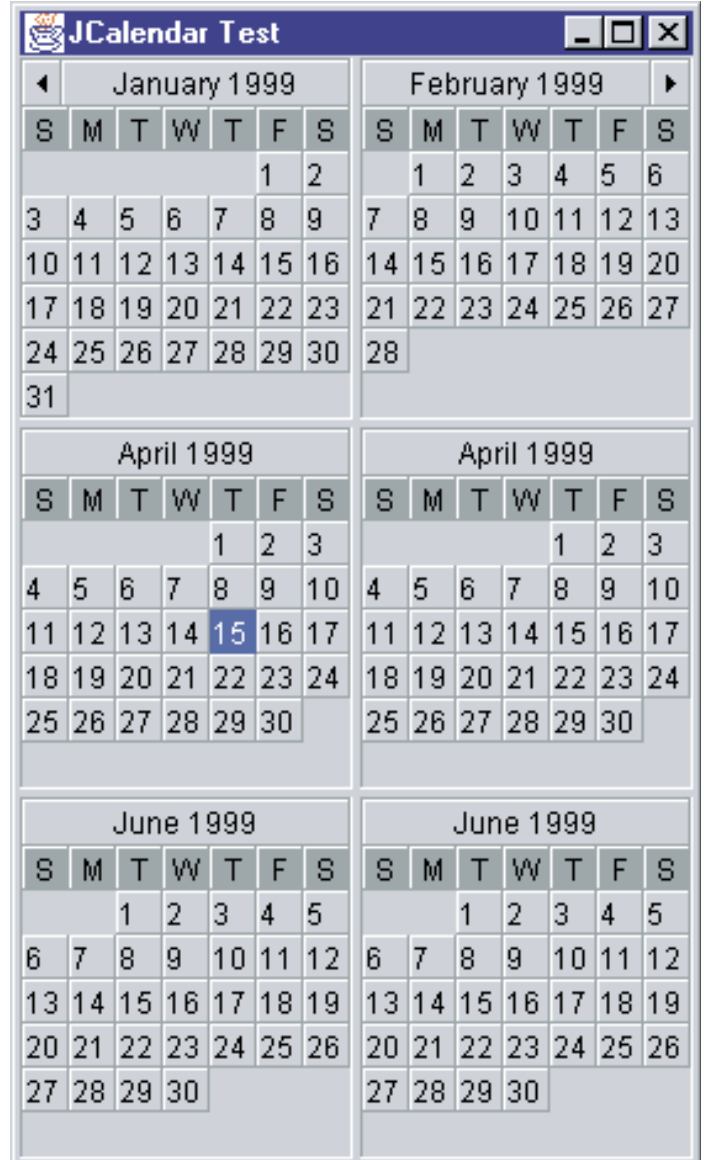 JCalendar Test
January 1999
S M T W T F S
1 2
3 4 5 6 7 8 9
10 11 12 13 14 15 16
17 18 19 20 21 22 23
24 25 26 27 28 29 30
31
February 1999
S M T W T F S
1 2 3 4 5 6
7 8 9 10 11 12 13
14 15 16 17 18 19 20
21 22 23 24 25 26 27
28
April 1999
S M T W T F S
1 2 3
4 5 6 7 8 9 10
11 12 13 14 15 16 17
18 19 20 21 22 23 24
25 26 27 28 29 30
April 1999
S M T W T F S
1 2 3
4 5 6 7 8 9 10
11 12 13 14 15 16 17
18 19 20 21 22 23 24
25 26 27 28 29 30
June 1999
S M T W T F S
1 2 3 4 5
6 7 8 9 10 11 12
13 14 15 16 17 18 19
20 21 22 23 24 25 26
27 28 29 30
June 1999
S M T W T F S
1 2 3 4 5
6 7 8 9 10 11 12
13 14 15 16 17 18 19
20 21 22 23 24 25 26
27 28 29 30